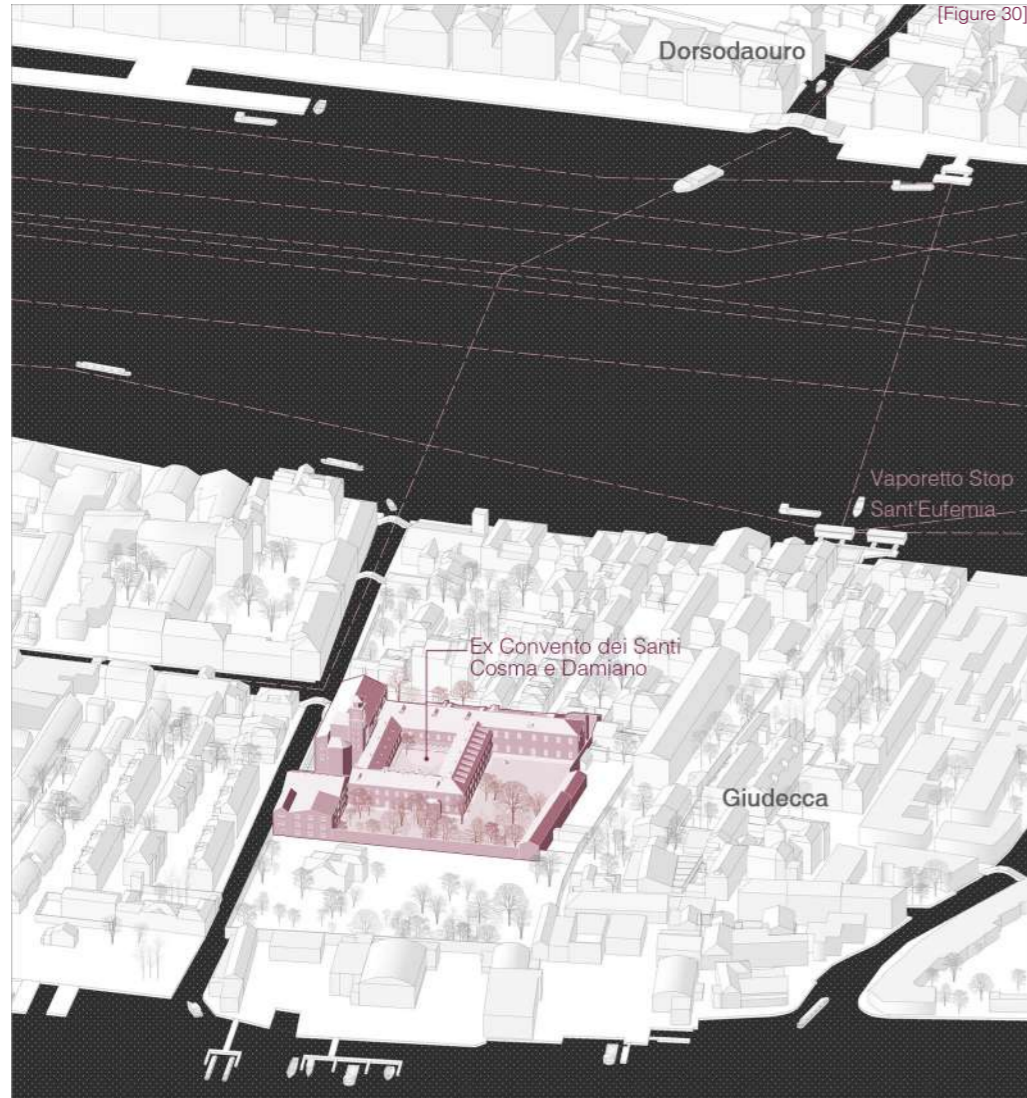 [Figure 30]
Dorsodaouro
Vaporetto Stop
Sant'Eufemia
Ex Convento dei Santi
Cosma e Damiano
Giudecca